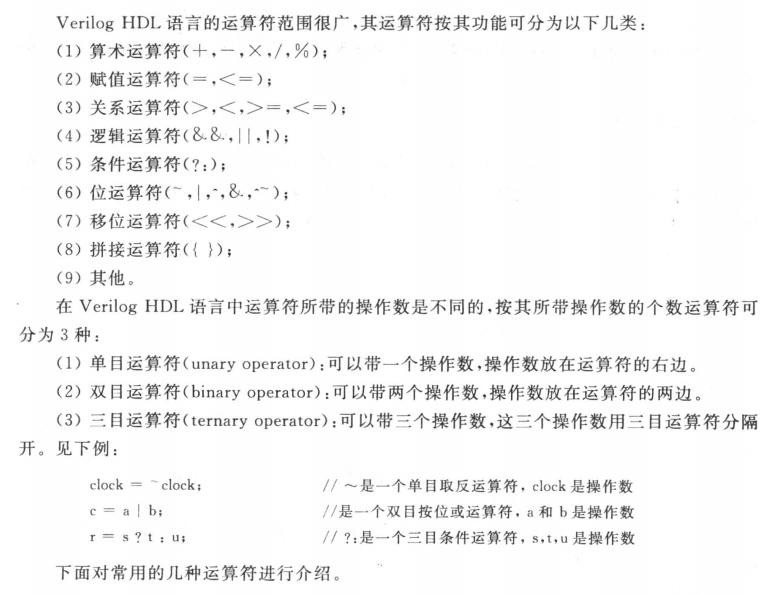 Verilog HDL 语言的运算符范围很广,其运算符按其功能可分为以下几类:
(1) 算术运算符(+,-,×,/,%);
(2) 赋值运算符(=,<=);
(3) 关系运算符(>,<,>=,<=);
(4) 逻辑运算符(&&,||,!);
(5) 条件运算符(?:);
(6) 位运算符(~,|,^,&,^~);
(7) 移位运算符(<<,>>);
(8) 拼接运算符({ });
(9) 其他。
在 Verilog HDL 语言中运算符所带的操作数是不同的,按其所带操作数的个数运算符可
分为 3 种:
(1) 单目运算符(unary operator):可以带一个操作数,操作数放在运算符的右边。
(2) 双目运算符(binary operator):可以带两个操作数,操作数放在运算符的两边。
(3) 三目运算符(ternary operator):可以带三个操作数,这三个操作数用三目运算符分隔
开。见下例:
clock = ~clock; // ~是一个单目取反运算符, clock 是操作数
c = a | b; //是一个双目按位或运算符, a 和 b 是操作数
r = s ? t : u; // ?:是一个三目条件运算符, s,t,u 是操作数
下面对常用的几种运算符进行介绍。